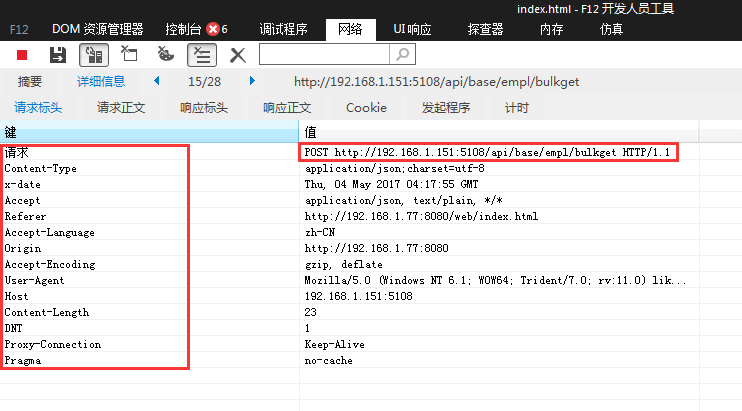 index.html - F12 开发人员工具
F12 DOM 资源管理器 控制台 6 调试程序 网络 UI 响应 探查器 内存 仿真
摘要 详细信息 15/28 http://192.168.1.151:5108/api/base/empl/bulkget
请求标头 请求正文 响应标头 响应正文 Cookie 发起程序 计时
键 值
请求 POST http://192.168.1.151:5108/api/base/empl/bulkget HTTP/1.1
Content-Type application/json;charset=utf-8
x-date Thu, 04 May 2017 04:17:55 GMT
Accept application/json, text/plain, */*
Referer http://192.168.1.77:8080/web/index.html
Accept-Language zh-CN
Origin http://192.168.1.77:8080
Accept-Encoding gzip, deflate
User-Agent Mozilla/5.0 (Windows NT 6.1; WOW64; Trident/7.0; rv:11.0) lik...
Host 192.168.1.151:5108
Content-Length 23
DNT 1
Proxy-Connection Keep-Alive
Pragma no-cache